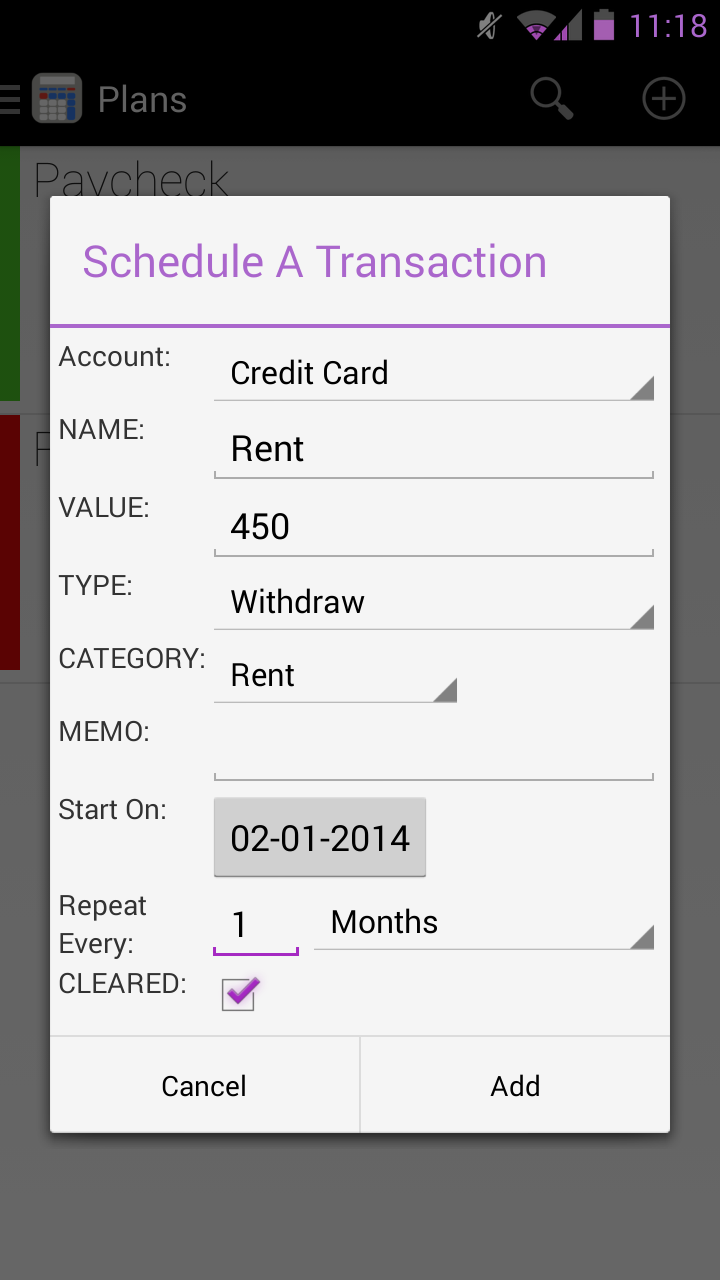 11:18
Plans
Paycheck
Schedule A Transaction
Account: Credit Card
NAME: Rent
VALUE: 450
TYPE: Withdraw
CATEGORY: Rent
MEMO:
Start On: 02-01-2014
Repeat Every: 1 Months
CLEARED:
Cancel Add